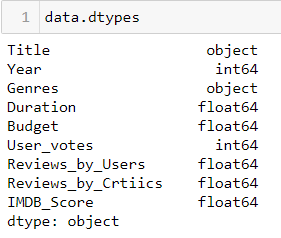 1 data.dtypes
Title object
Year int64
Genres object
Duration float64
Budget float64
User_votes int64
Reviews_by_Users float64
Reviews_by_Crtiics float64
IMDB_Score float64
dtype: object